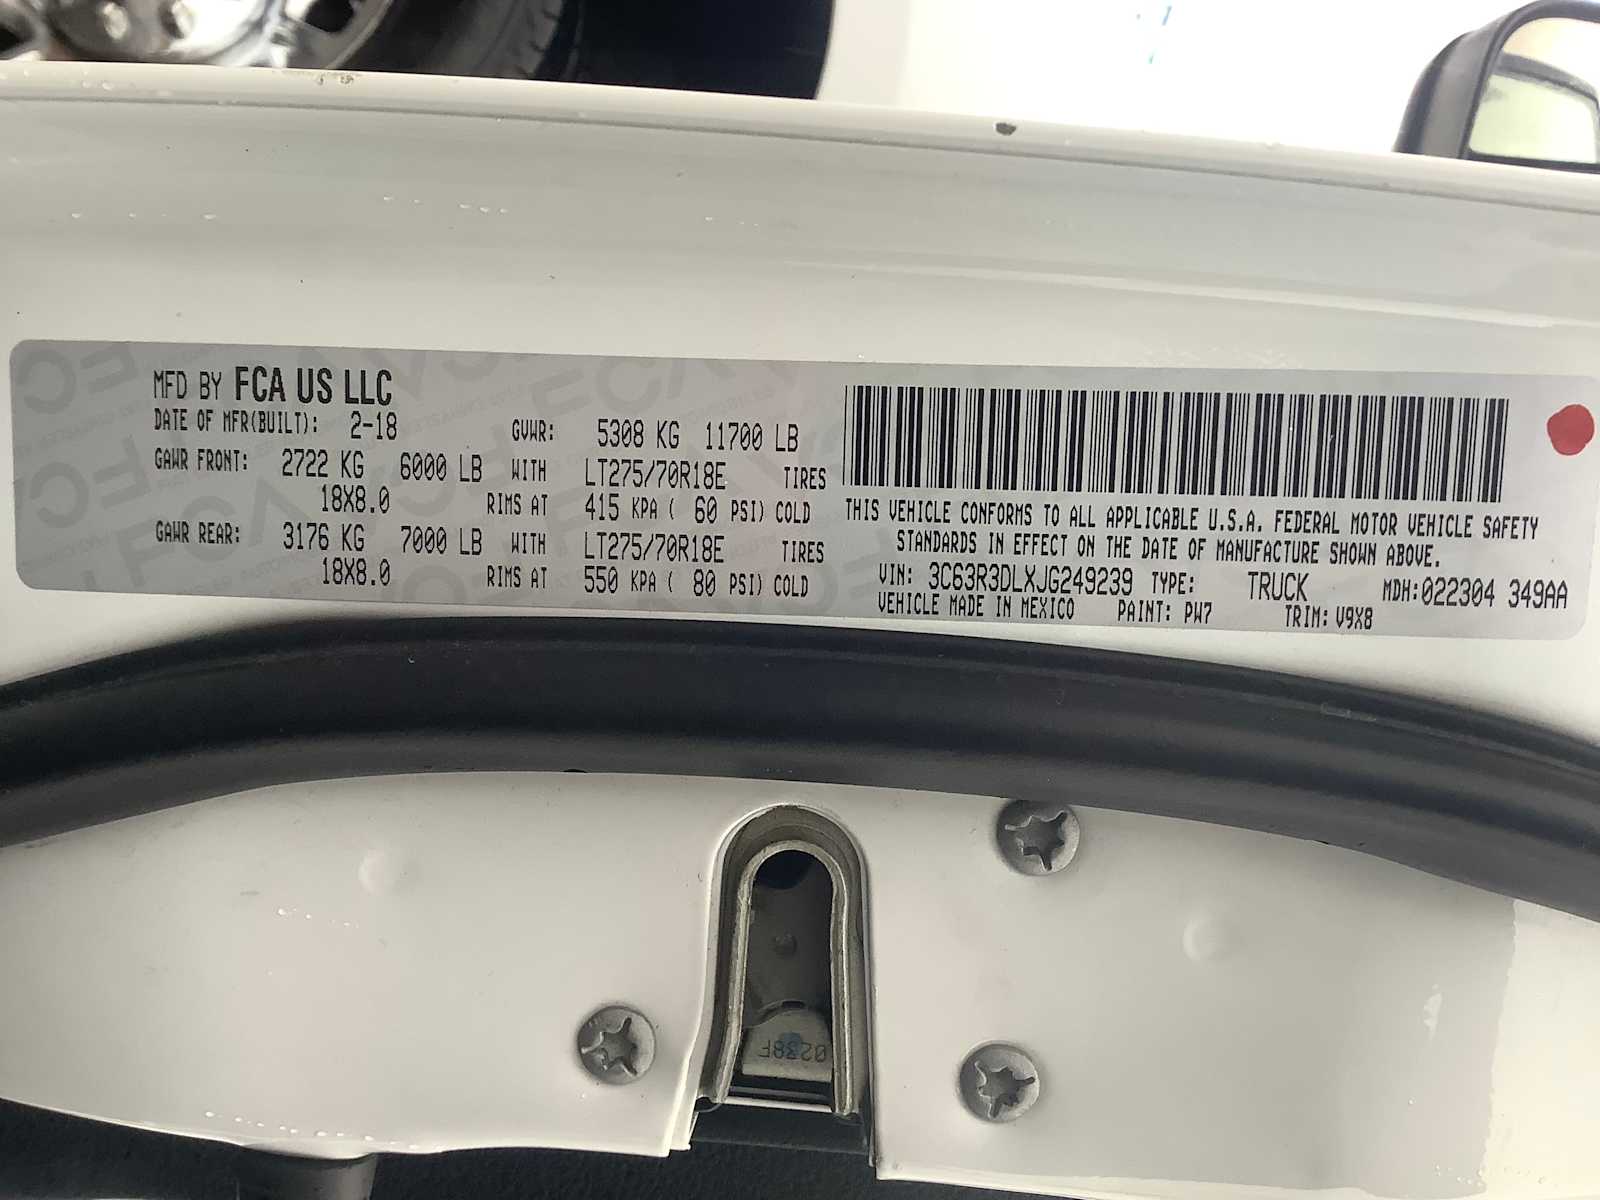 MFD BY FCA US LLC
DATE OF MFR(BUILT): 2-18 GVWR: 5308 KG 11700 LB
GAWR FRONT: 2722 KG 6000 LB WITH LT275/70R18E TIRES
18X8.0 RIMS AT 415 KPA ( 60 PSI) COLD
GAWR REAR: 3176 KG 7000 LB WITH LT275/70R18E TIRES
18X8.0 RIMS AT 550 KPA ( 80 PSI) COLD
THIS VEHICLE CONFORMS TO ALL APPLICABLE U.S.A. FEDERAL MOTOR VEHICLE SAFETY
STANDARDS IN EFFECT ON THE DATE OF MANUFACTURE SHOWN ABOVE.
VIN: 3C63R3DLXJG249239 TYPE: TRUCK MDH:022304 349AA
VEHICLE MADE IN MEXICO PAINT: PW7 TRIM: V9X8
0238F